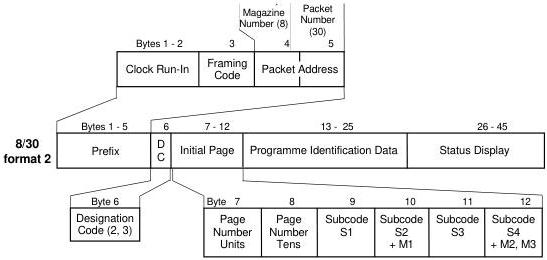 Magazine
Number (8)
Packet
Number
(30)
Bytes 1 - 2 3 4 5
Clock Run-In Framing
Code Packet Address
Bytes 1 - 5 6 7 - 12 13 - 25 26 - 45
8/30
format 2
Prefix D
C Initial Page Programme Identification Data Status Display
Byte 6
Designation
Code (2, 3)
Byte 7 8 9 10 11 12
Page
Number
Units
Page
Number
Tens
Subcode
S1
Subcode
S2
+ M1
Subcode
S3
Subcode
S4
+ M2, M3